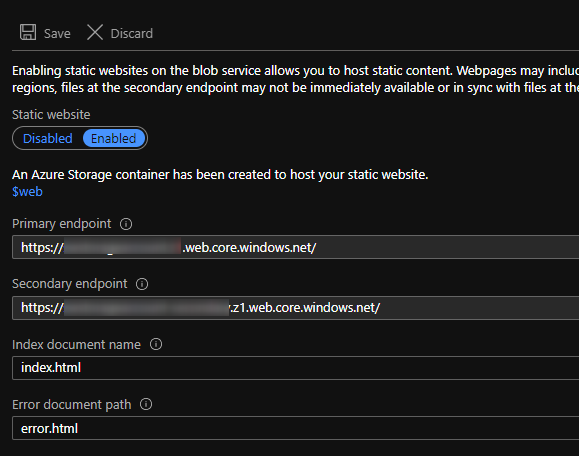 Save Discard
Enabling static websites on the blob service allows you to host static content. Webpages may inclu
regions, files at the secondary endpoint may not be immediately available or in sync with files at the
Static website
Disabled Enabled
An Azure Storage container has been created to host your static website.
$web
Primary endpoint
https:// .web.core.windows.net/
Secondary endpoint
https:// .z1.web.core.windows.net/
Index document name
index.html
Error document path
error.html